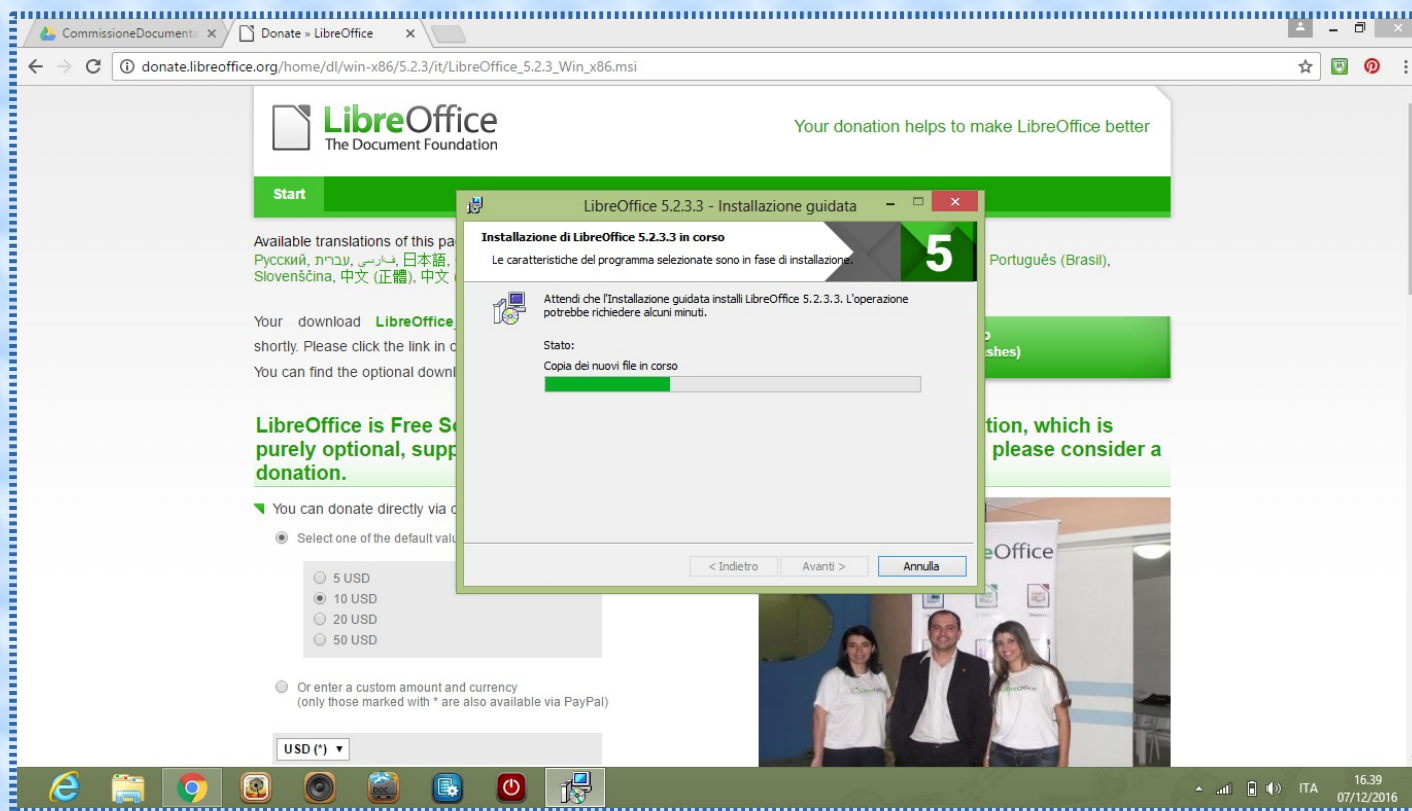 CommissioneDocumenta
Donate » LibreOffice
donate.libreoffice.org/home/dl/win-x86/5.2.3/it/LibreOffice_5.2.3_Win_x86.msi
LibreOffice
The Document Foundation
Your donation helps to make LibreOffice better
Start
Available translations of this pa
Русский, עברית, فارسی, 日本語,
Português (Brasil),
Slovenščina, 中文 (正體), 中文
Your download LibreOffice
shortly. Please click the link in
shes)
You can find the optional downl
LibreOffice is Free S
tion, which is
purely optional, supp
please consider a
donation.
You can donate directly via
Select one of the default valu
5 USD
10 USD
20 USD
50 USD
Or enter a custom amount and currency
(only those marked with * are also available via PayPal)
USD (*)
LibreOffice 5.2.3.3 - Installazione guidata
Installazione di LibreOffice 5.2.3.3 in corso
Le caratteristiche del programma selezionate sono in fase di installazione.
5
Attendi che l'Installazione guidata installi LibreOffice 5.2.3.3. L'operazione
potrebbe richiedere alcuni minuti.
Stato:
Copia dei nuovi file in corso
< Indietro
Avanti >
Annulla
eOffice
DOC
ITA
16.39
07/12/2016